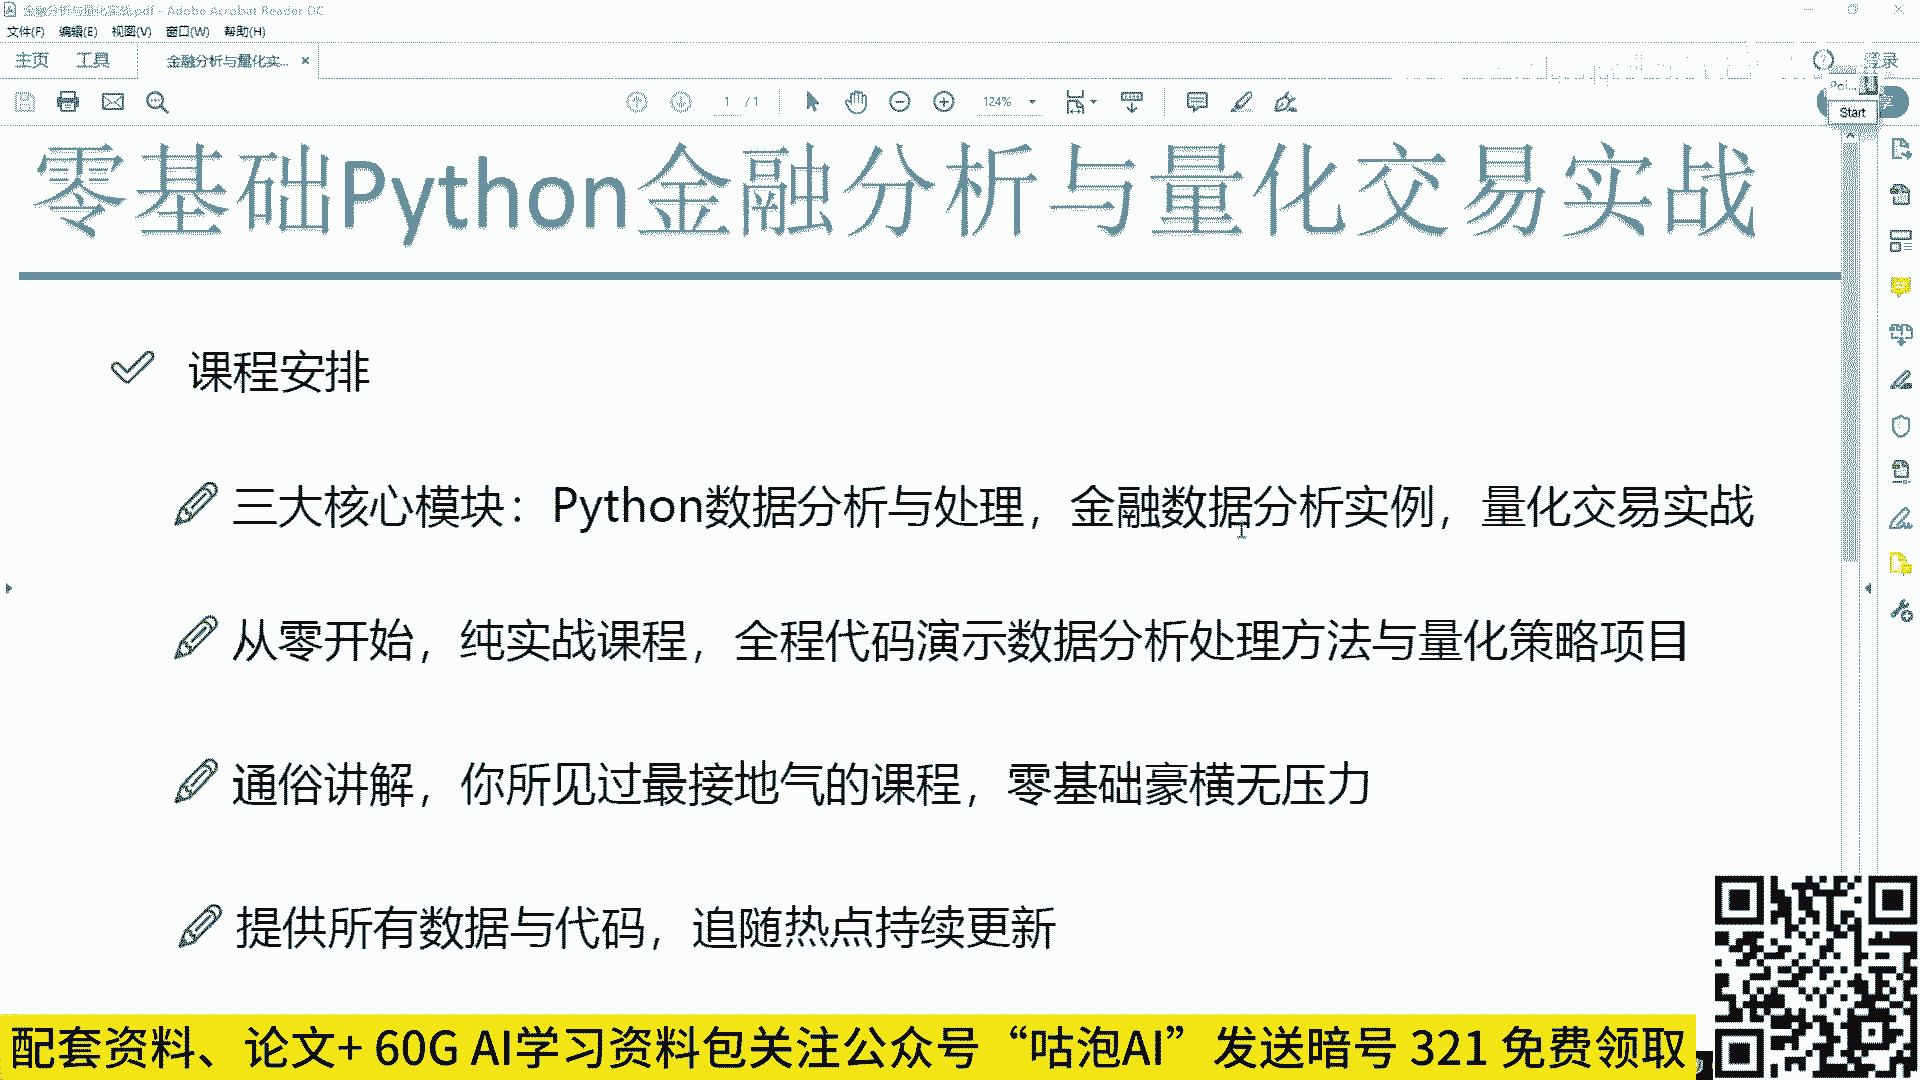 金融分析与量化实战.pdf - Adobe Acrobat Reader DC
文件(F) 编辑(E) 视图(V) 窗口(W) 帮助(H)
主页 工具 金融分析与量化实... ×
1 / 1 124%
Start
零基础Python金融分析与量化交易实战
课程安排
三大核心模块：Python数据分析与处理，金融数据分析实例，量化交易实战
从零开始，纯实战课程，全程代码演示数据分析处理方法与量化策略项目
通俗讲解，你所见过最接地气的课程，零基础豪横无压力
提供所有数据与代码，追随热点持续更新
配套资料、论文+ 60G AI学习资料包关注公众号“咕泡AI”发送暗号 321 免费领取